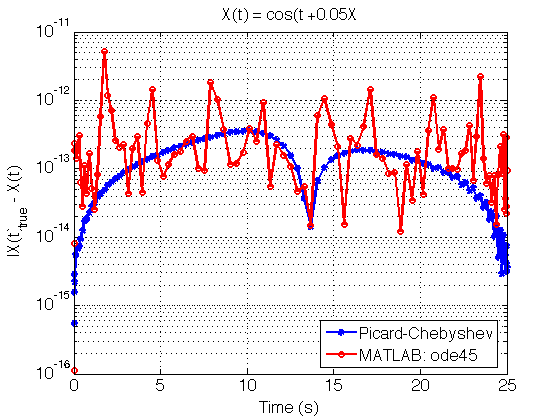 X(t) = cos(t +0.05X
10^-11
10^-12
10^-13
10^-14
10^-15
10^-16
|X(t)_true - X(t)
0 5 10 15 20 25
Time (s)
Picard-Chebyshev
MATLAB: ode45